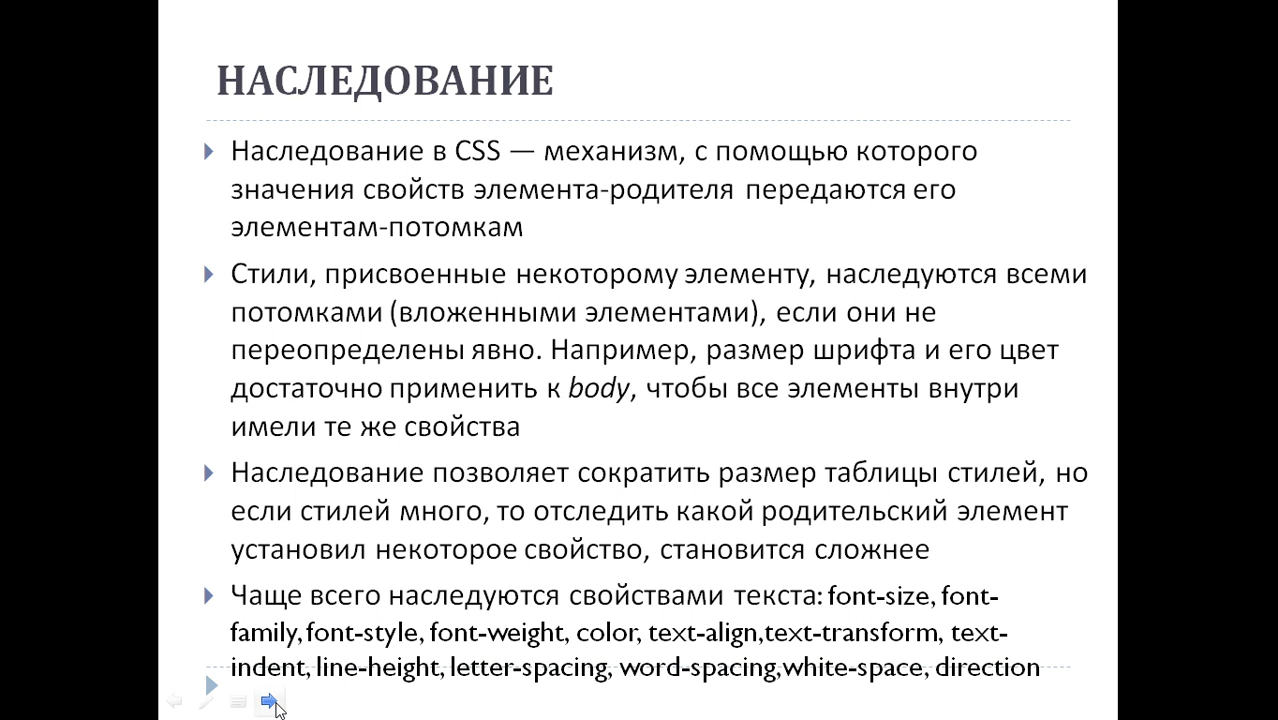 НАСЛЕДОВАНИЕ
Наследование в CSS — механизм, с помощью которого
значения свойств элемента-родителя передаются его
элементам-потомкам
Стили, присвоенные некоторому элементу, наследуются всеми
потомками (вложенными элементами), если они не
переопределены явно. Например, размер шрифта и его цвет
достаточно применить к body, чтобы все элементы внутри
имели те же свойства
Наследование позволяет сократить размер таблицы стилей, но
если стилей много, то отследить какой родительский элемент
установил некоторое свойство, становится сложнее
Чаще всего наследуются свойствами текста: font-size, font-
family, font-style, font-weight, color, text-align,text-transform, text-
indent, line-height, letter-spacing, word-spacing,white-space, direction